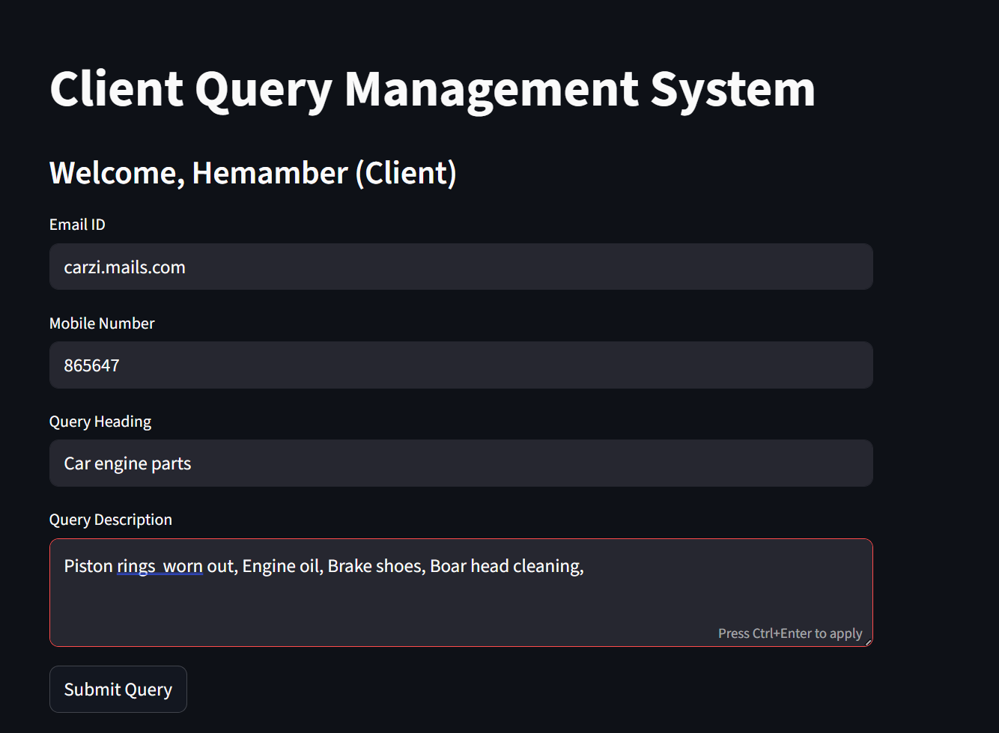 Client Query Management System
Welcome, Hemamber (Client)
Email ID
carzi.mails.com
Mobile Number
865647
Query Heading
Car engine parts
Query Description
Piston rings  worn out, Engine oil, Brake shoes, Boar head cleaning,
Press Ctrl+Enter to apply
Submit Query